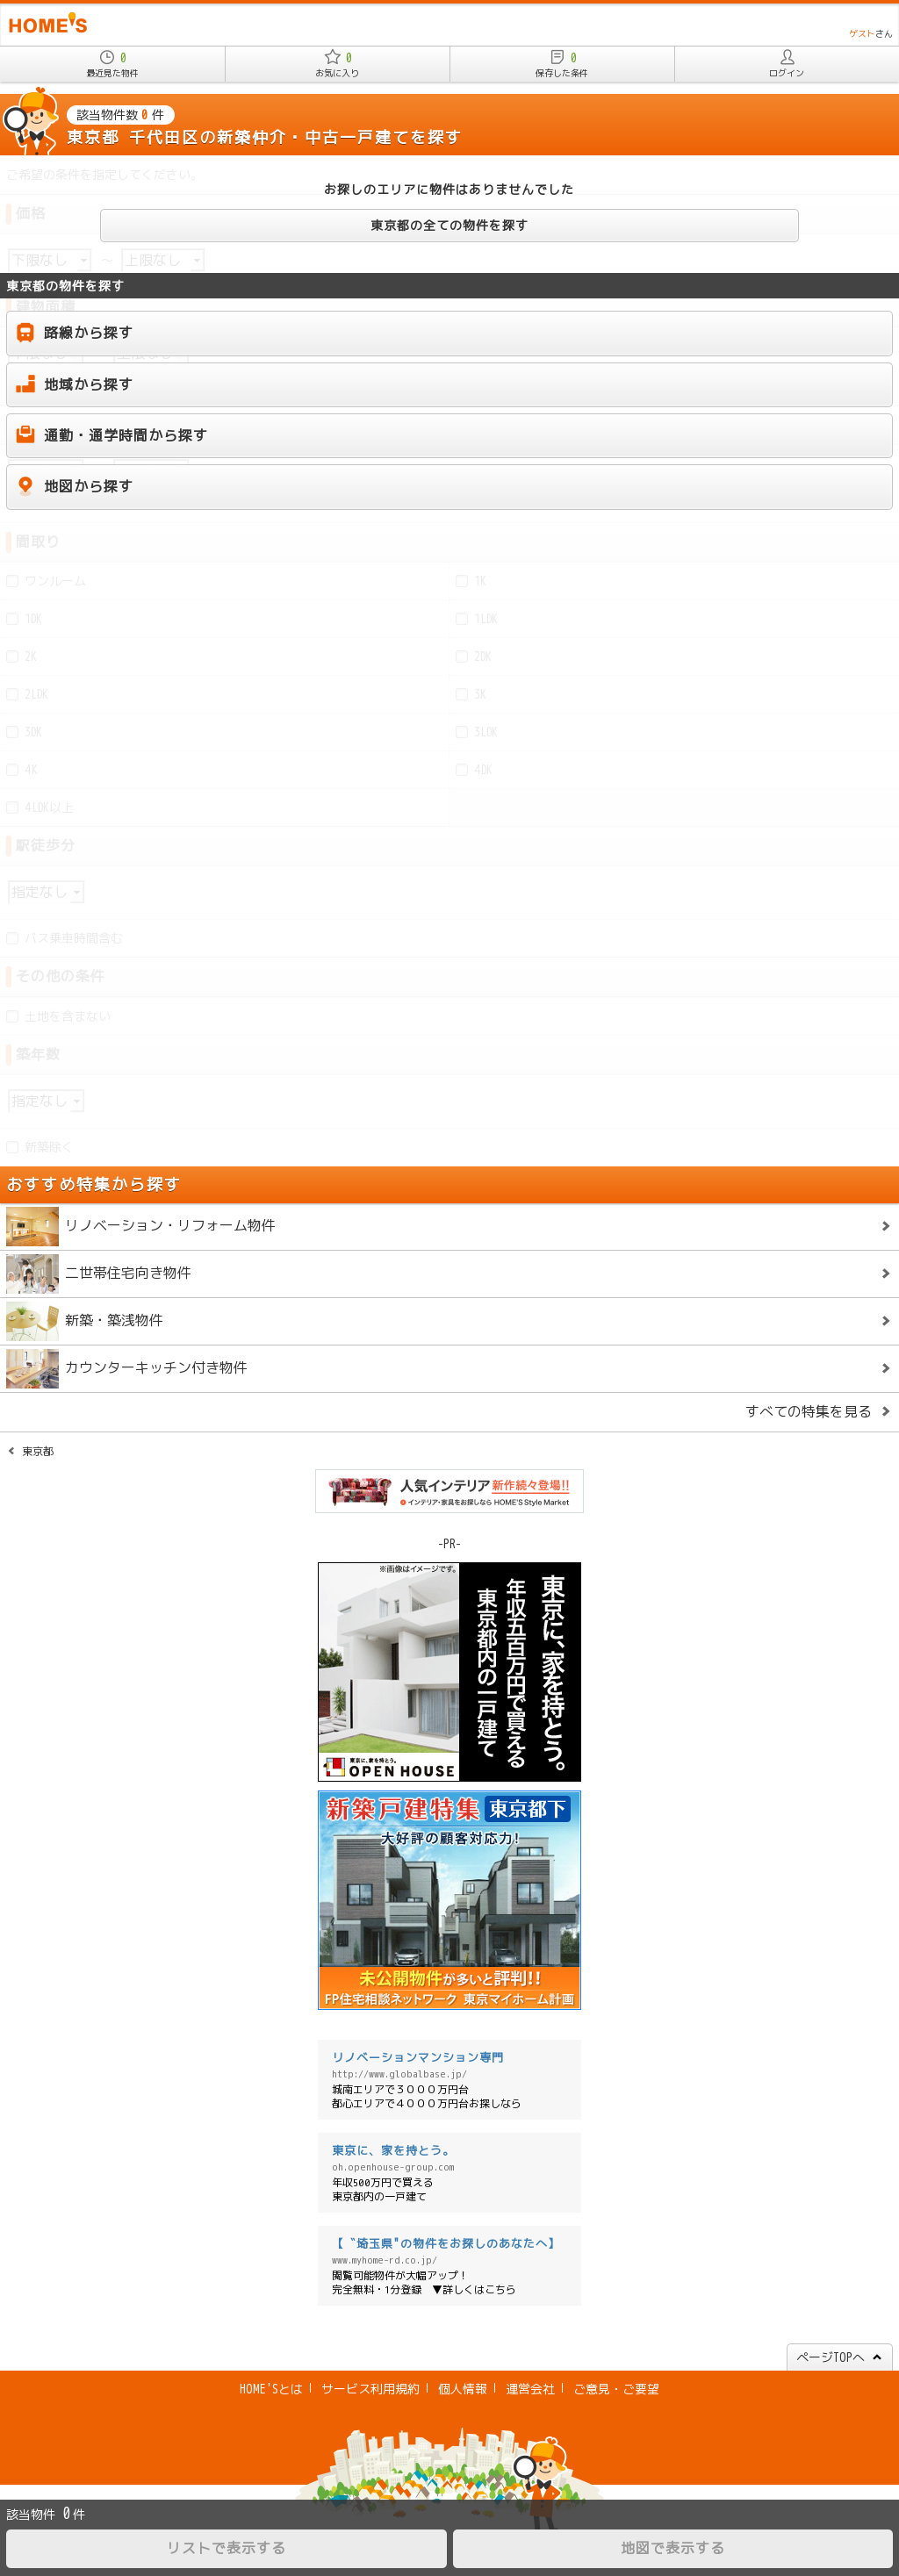 HOME'S
ゲストさん
0
最近見た物件
0
お気に入り
0
保存した条件
ログイン
該当物件数 0 件
東京都 千代田区の新築仲介・中古一戸建てを探す
ご希望の条件を指定してください。
お探しのエリアに物件はありませんでした
価格
東京都の全ての物件を探す
下限なし ～ 上限なし
東京都の物件を探す
建物面積
路線から探す
地域から探す
通勤・通学時間から探す
地図から探す
間取り
ワンルーム
1K
1DK
1LDK
2K
2DK
2LDK
3K
3DK
3LDK
4K
4DK
4LDK以上
駅徒歩分
指定なし
バス乗車時間含む
その他の条件
土地を含まない
築年数
指定なし
新築除く
おすすめ特集から探す
リノベーション・リフォーム物件
二世帯住宅向き物件
新築・築浅物件
カウンターキッチン付き物件
すべての特集を見る
東京都
人気インテリア新作続々登場!!
インテリア・家具をお探しなら HOME'S Style Market
-PR-
※画像はイメージです。
東京に、家を持とう。
年収五百万円で買える
東京都内の一戸建て
東京に、家を持とう。
OPEN HOUSE
新築戸建特集 東京都下
大好評の顧客対応力!
未公開物件が多いと評判!!
FP住宅相談ネットワーク 東京マイホーム計画
リノベーションマンション専門
http://www.globalbase.jp/
城南エリアで３０００万円台
都心エリアで４０００万円台お探しなら
東京に、家を持とう。
oh.openhouse-group.com
年収500万円で買える
東京都内の一戸建て
【〝埼玉県"の物件をお探しのあなたへ】
www.myhome-rd.co.jp/
閲覧可能物件が大幅アップ！
完全無料・1分登録　▼詳しくはこちら
ページTOPへ
HOME'Sとは | サービス利用規約 | 個人情報 | 運営会社 | ご意見・ご要望
該当物件 0 件
リストで表示する
地図で表示する